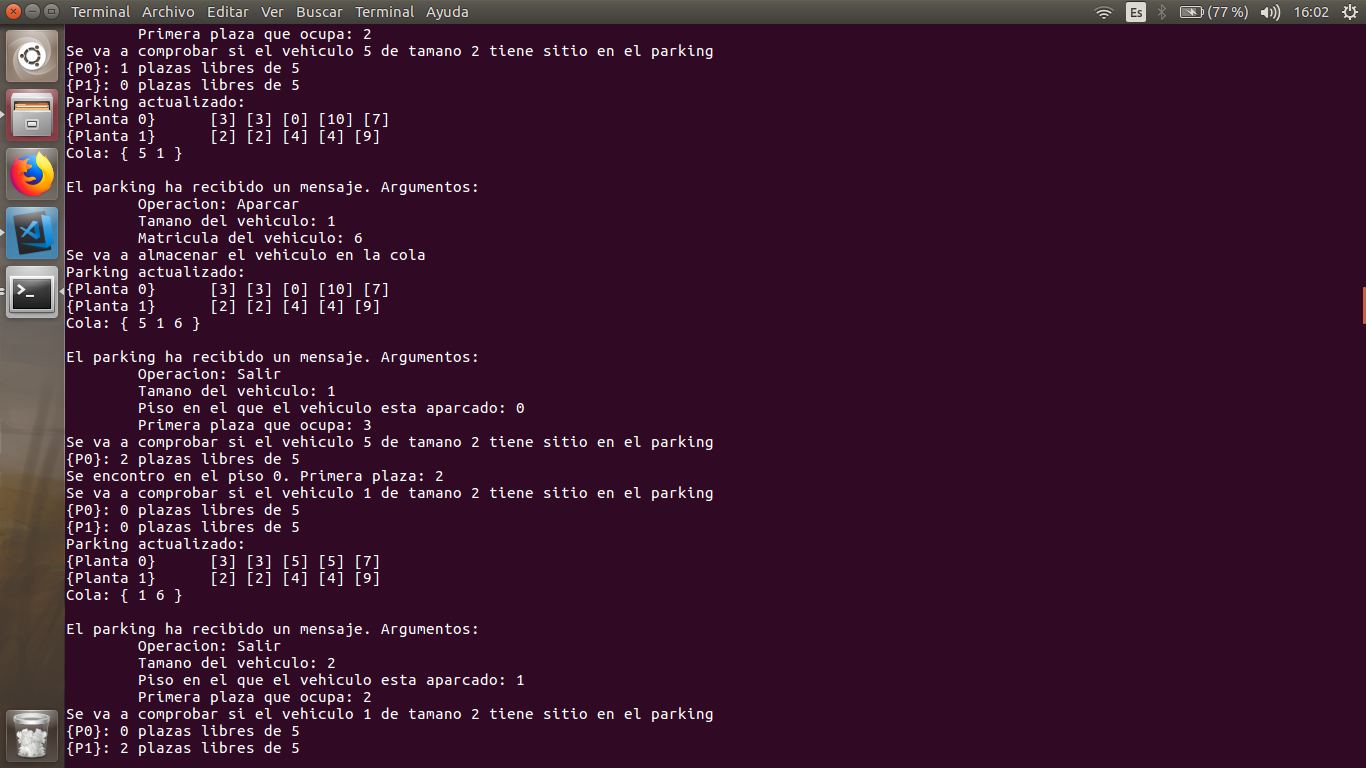 Terminal Archivo Editar Ver Buscar Terminal Ayuda Es (77 %) 16:02
Primera plaza que ocupa: 2
Se va a comprobar si el vehiculo 5 de tamano 2 tiene sitio en el parking
{P0}: 1 plazas libres de 5
{P1}: 0 plazas libres de 5
Parking actualizado:
{Planta 0} [3] [3] [0] [10] [7]
{Planta 1} [2] [2] [4] [4] [9]
Cola: { 5 1 }
El parking ha recibido un mensaje. Argumentos:
Operacion: Aparcar
Tamano del vehiculo: 1
Matricula del vehiculo: 6
Se va a almacenar el vehiculo en la cola
Parking actualizado:
{Planta 0} [3] [3] [0] [10] [7]
{Planta 1} [2] [2] [4] [4] [9]
Cola: { 5 1 6 }
El parking ha recibido un mensaje. Argumentos:
Operacion: Salir
Tamano del vehiculo: 1
Piso en el que el vehiculo esta aparcado: 0
Primera plaza que ocupa: 3
Se va a comprobar si el vehiculo 5 de tamano 2 tiene sitio en el parking
{P0}: 2 plazas libres de 5
Se encontro en el piso 0. Primera plaza: 2
Se va a comprobar si el vehiculo 1 de tamano 2 tiene sitio en el parking
{P0}: 0 plazas libres de 5
{P1}: 0 plazas libres de 5
Parking actualizado:
{Planta 0} [3] [3] [5] [5] [7]
{Planta 1} [2] [2] [4] [4] [9]
Cola: { 1 6 }
El parking ha recibido un mensaje. Argumentos:
Operacion: Salir
Tamano del vehiculo: 2
Piso en el que el vehiculo esta aparcado: 1
Primera plaza que ocupa: 2
Se va a comprobar si el vehiculo 1 de tamano 2 tiene sitio en el parking
{P0}: 0 plazas libres de 5
{P1}: 2 plazas libres de 5